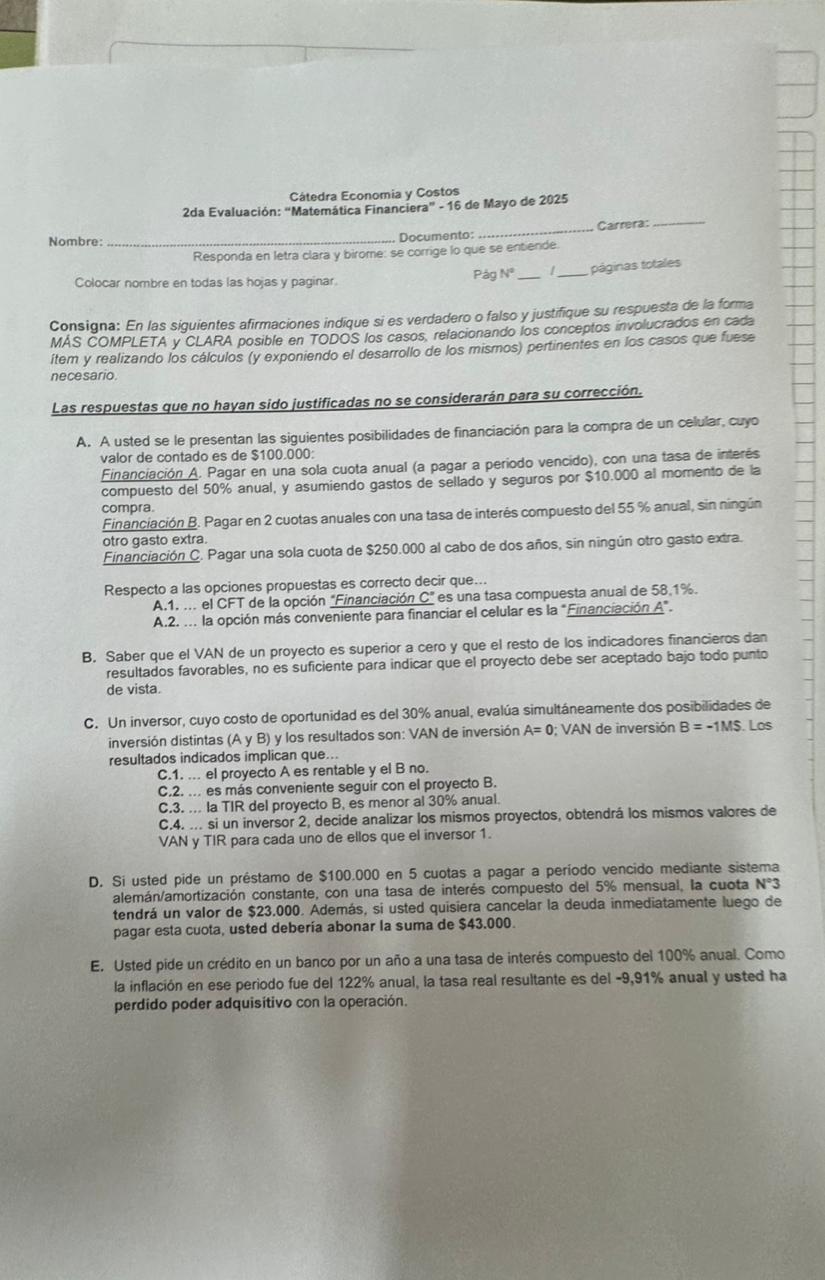 Cátedra Economía y Costos
2da Evaluación: "Matemática Financiera" - 16 de Mayo de 2025
Nombre: ............ Documento: ............ Carrera: ............
Responda en letra clara y birome: se corrige lo que se entiende.
Colocar nombre en todas las hojas y paginar. Pág N° ___ / ____ páginas totales
Consigna: En las siguientes afirmaciones indique si es verdadero o falso y justifique su respuesta de la forma
MÁS COMPLETA y CLARA posible en TODOS los casos, relacionando los conceptos involucrados en cada
ítem y realizando los cálculos (y exponiendo el desarrollo de los mismos) pertinentes en los casos que fuese
necesario.
Las respuestas que no hayan sido justificadas no se considerarán para su corrección.
A. A usted se le presentan las siguientes posibilidades de financiación para la compra de un celular, cuyo
valor de contado es de $100.000:
Financiación A. Pagar en una sola cuota anual (a pagar a periodo vencido), con una tasa de interés
compuesto del 50% anual, y asumiendo gastos de sellado y seguros por $10.000 al momento de la
compra.
Financiación B. Pagar en 2 cuotas anuales con una tasa de interés compuesto del 55 % anual, sin ningún
otro gasto extra.
Financiación C. Pagar una sola cuota de $250.000 al cabo de dos años, sin ningún otro gasto extra.
Respecto a las opciones propuestas es correcto decir que...
A.1. ... el CFT de la opción "Financiación C" es una tasa compuesta anual de 58,1%.
A.2. ... la opción más conveniente para financiar el celular es la "Financiación A".
B. Saber que el VAN de un proyecto es superior a cero y que el resto de los indicadores financieros dan
resultados favorables, no es suficiente para indicar que el proyecto debe ser aceptado bajo todo punto
de vista.
C. Un inversor, cuyo costo de oportunidad es del 30% anual, evalúa simultáneamente dos posibilidades de
inversión distintas (A y B) y los resultados son: VAN de inversión A= 0; VAN de inversión B = -1M$. Los
resultados indicados implican que...
C.1. ... el proyecto A es rentable y el B no.
C.2. ... es más conveniente seguir con el proyecto B.
C.3. ... la TIR del proyecto B, es menor al 30% anual.
C.4. ... si un inversor 2, decide analizar los mismos proyectos, obtendrá los mismos valores de
VAN y TIR para cada uno de ellos que el inversor 1.
D. Si usted pide un préstamo de $100.000 en 5 cuotas a pagar a período vencido mediante sistema
alemán/amortización constante, con una tasa de interés compuesto del 5% mensual, la cuota N°3
tendrá un valor de $23.000. Además, si usted quisiera cancelar la deuda inmediatamente luego de
pagar esta cuota, usted debería abonar la suma de $43.000.
E. Usted pide un crédito en un banco por un año a una tasa de interés compuesto del 100% anual. Como
la inflación en ese periodo fue del 122% anual, la tasa real resultante es del -9,91% anual y usted ha
perdido poder adquisitivo con la operación.